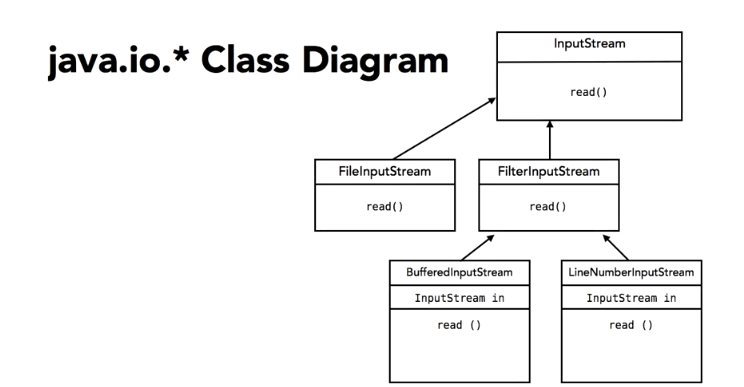 java.io.* Class Diagram
InputStream
read()
FileInputStream
read()
FilterInputStream
read()
BufferedInputStream
InputStream in
read ()
LineNumberInputStream
InputStream in
read ()